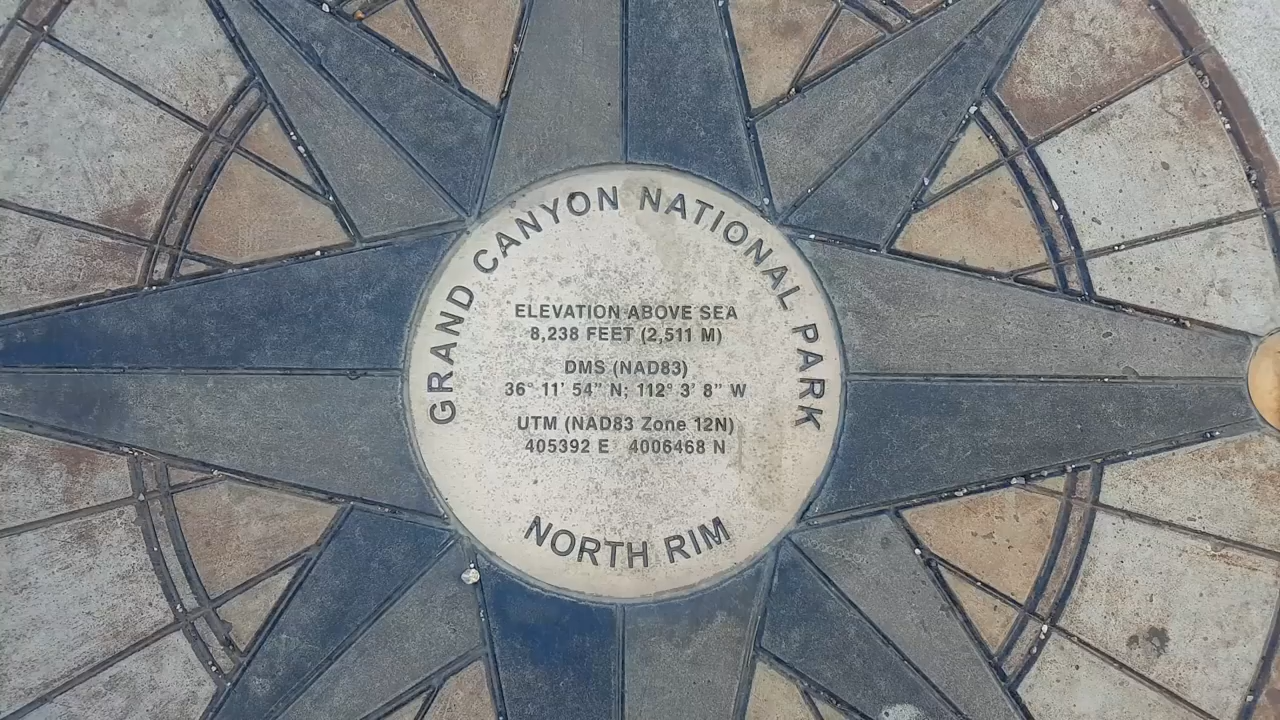 GRAND CANYON NATIONAL PARK
ELEVATION ABOVE SEA
8,238 FEET (2,511 M)
DMS (NAD83)
36° 11' 54" N; 112° 3' 8" W
UTM (NAD83 Zone 12N)
405392 E 4006468 N
NORTH RIM